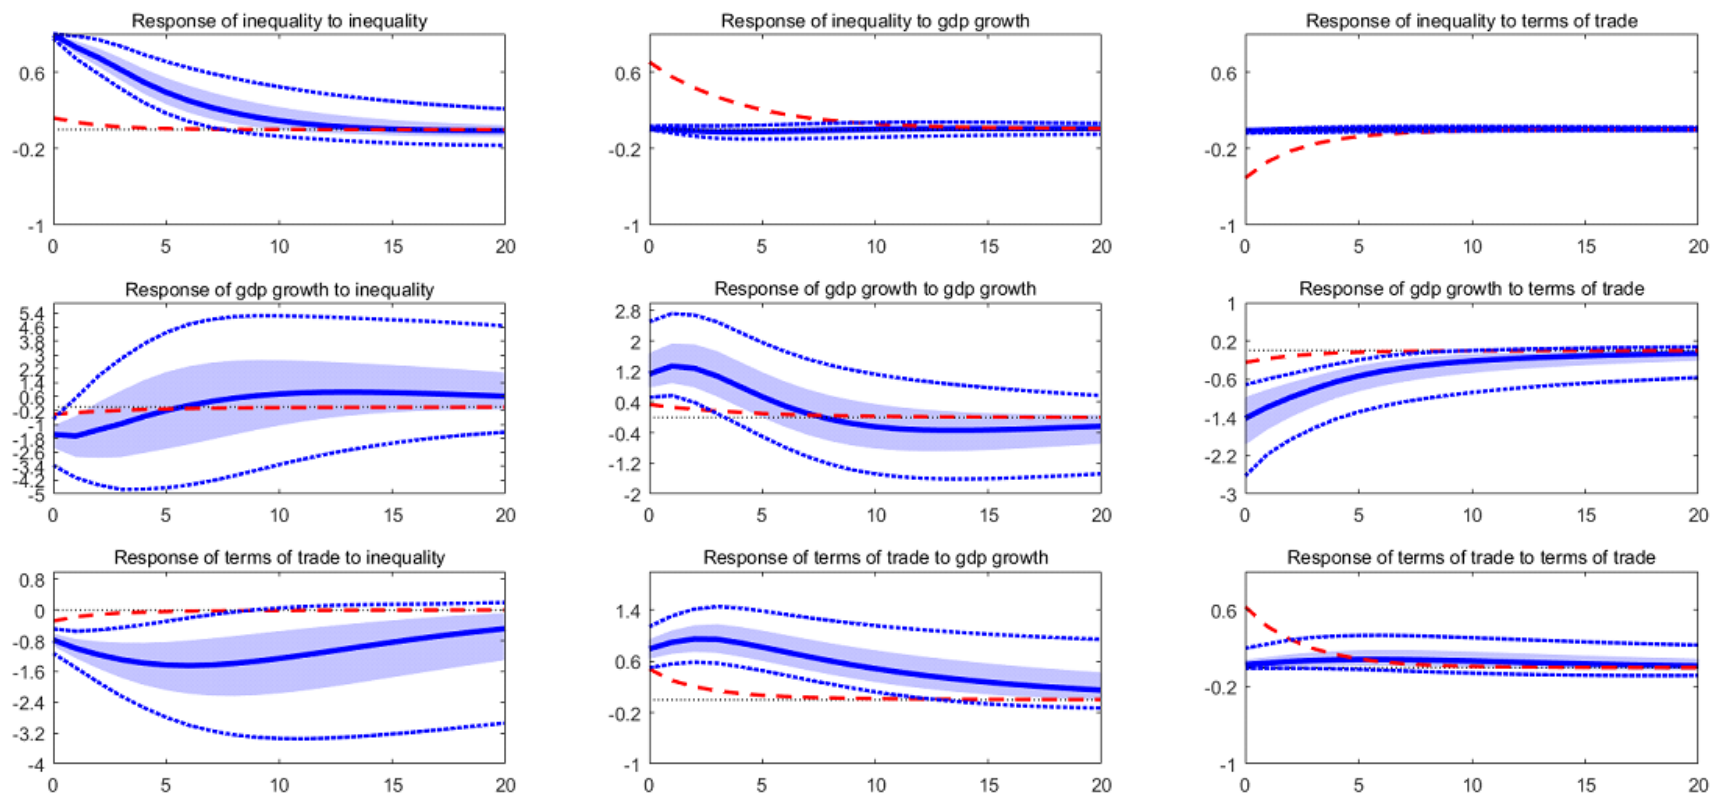 Response of inequality to inequality
0.6
-0.2
-1
0 5 10 15 20
Response of inequality to gdp growth
0.6
-0.2
-1
0 5 10 15 20
Response of inequality to terms of trade
0.6
-0.2
-1
0 5 10 15 20
Response of gdp growth to inequality
5.4
4.6
3.8
3
2.2
1.4
0.6
-0.2
-1
-1.8
-2.6
-3.4
-4.2
-5
0 5 10 15 20
Response of gdp growth to gdp growth
2.8
2
1.2
0.4
-0.4
-1.2
-2
0 5 10 15 20
Response of gdp growth to terms of trade
1
0.2
-0.6
-1.4
-2.2
-3
0 5 10 15 20
Response of terms of trade to inequality
0.8
0
-0.8
-1.6
-2.4
-3.2
-4
0 5 10 15 20
Response of terms of trade to gdp growth
1.4
0.6
-0.2
-1
0 5 10 15 20
Response of terms of trade to terms of trade
0.6
-0.2
-1
0 5 10 15 20